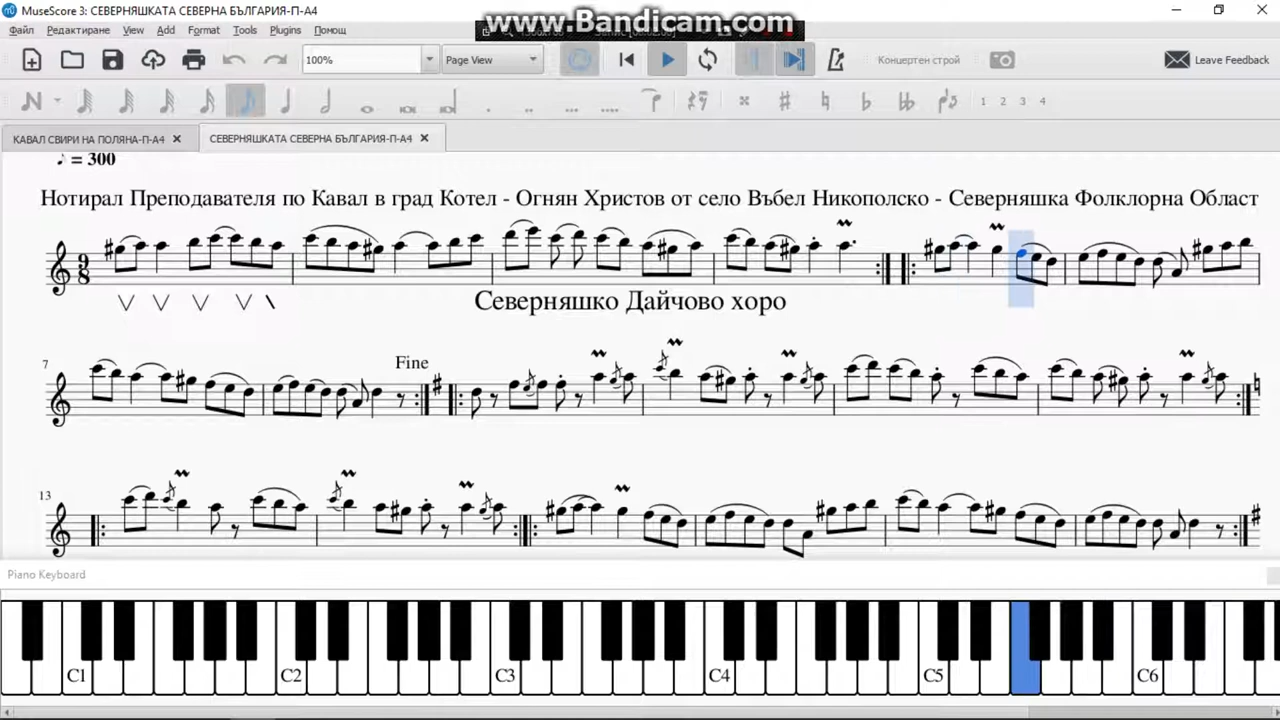 MuseScore 3: СЕВЕРНЯШКАТА СЕВЕРНА БЪЛГАРИЯ-П-А4
www.Bandicam.com
Файл Редактиране View Add Format Tools Plugins Помощ
100% Page View Концертен строй Leave Feedback
1 2 3 4
КАВАЛ СВИРИ НА ПОЛЯНА-П-А4 СЕВЕРНЯШКАТА СЕВЕРНА БЪЛГАРИЯ-П-А4
♪ = 300
Нотирал Преподавателя по Кавал в град Котел - Огнян Христов от село Въбел Никополско - Северняшка Фолклорна Област
9
8
Северняшко Дайчово хоро
7
Fine
13
Piano Keyboard
C1 C2 C3 C4 C5 C6